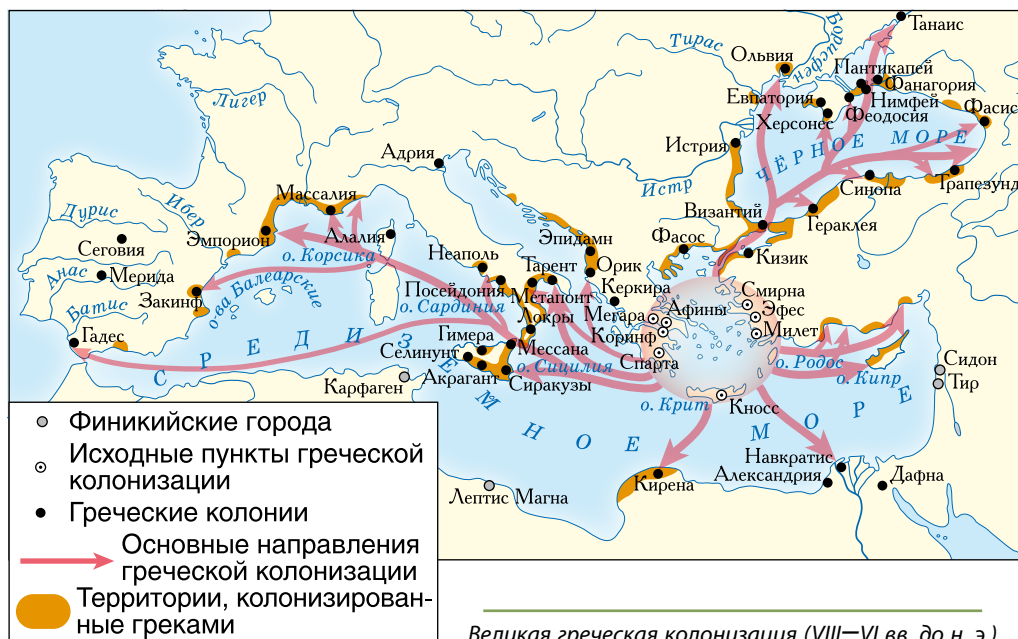 Танаис
Борисфен
Тирас
Ольвия
Пантикапей
Фанагория
Лигер
Евпатория
Нимфей
Фасис
Херсонес
Феодосия
Истрия
ЧЁРНОЕ МОРЕ
Адрия
Истр
Синопа
Трапезунд
Массалия
Ибер
Дурис
Византий
Гераклея
Эмпорион
Алалия
Эпидамн
Фасос
Сеговия
о. Корсика
Неаполь
Кизик
Анас
Мерида
Тарент
Орик
о-ва Балеарские
Посейдония
Метапонт
Керкира
Смирна
Закинф
о. Сардиния
Мегара
Афины
Эфес
Батис
Локры
Коринф
Милет
Гадес
Гимера
Мессана
Спарта
о. Родос
Сидон
Селинунт
о. Сицилия
о. Кипр
Тир
Карфаген
Акрагант
Сиракузы
о. Крит
Кносс
СРЕДИЗЕМНОЕ МОРЕ
Навкратис
Александрия
Дафна
Кирена
Лептис Магна
Финикийские города
Исходные пункты греческой
колонизации
Греческие колонии
Основные направления
греческой колонизации
Территории, колонизирован-
ные греками
Великая греческая колонизация (VIII—VI вв. до н. э.)